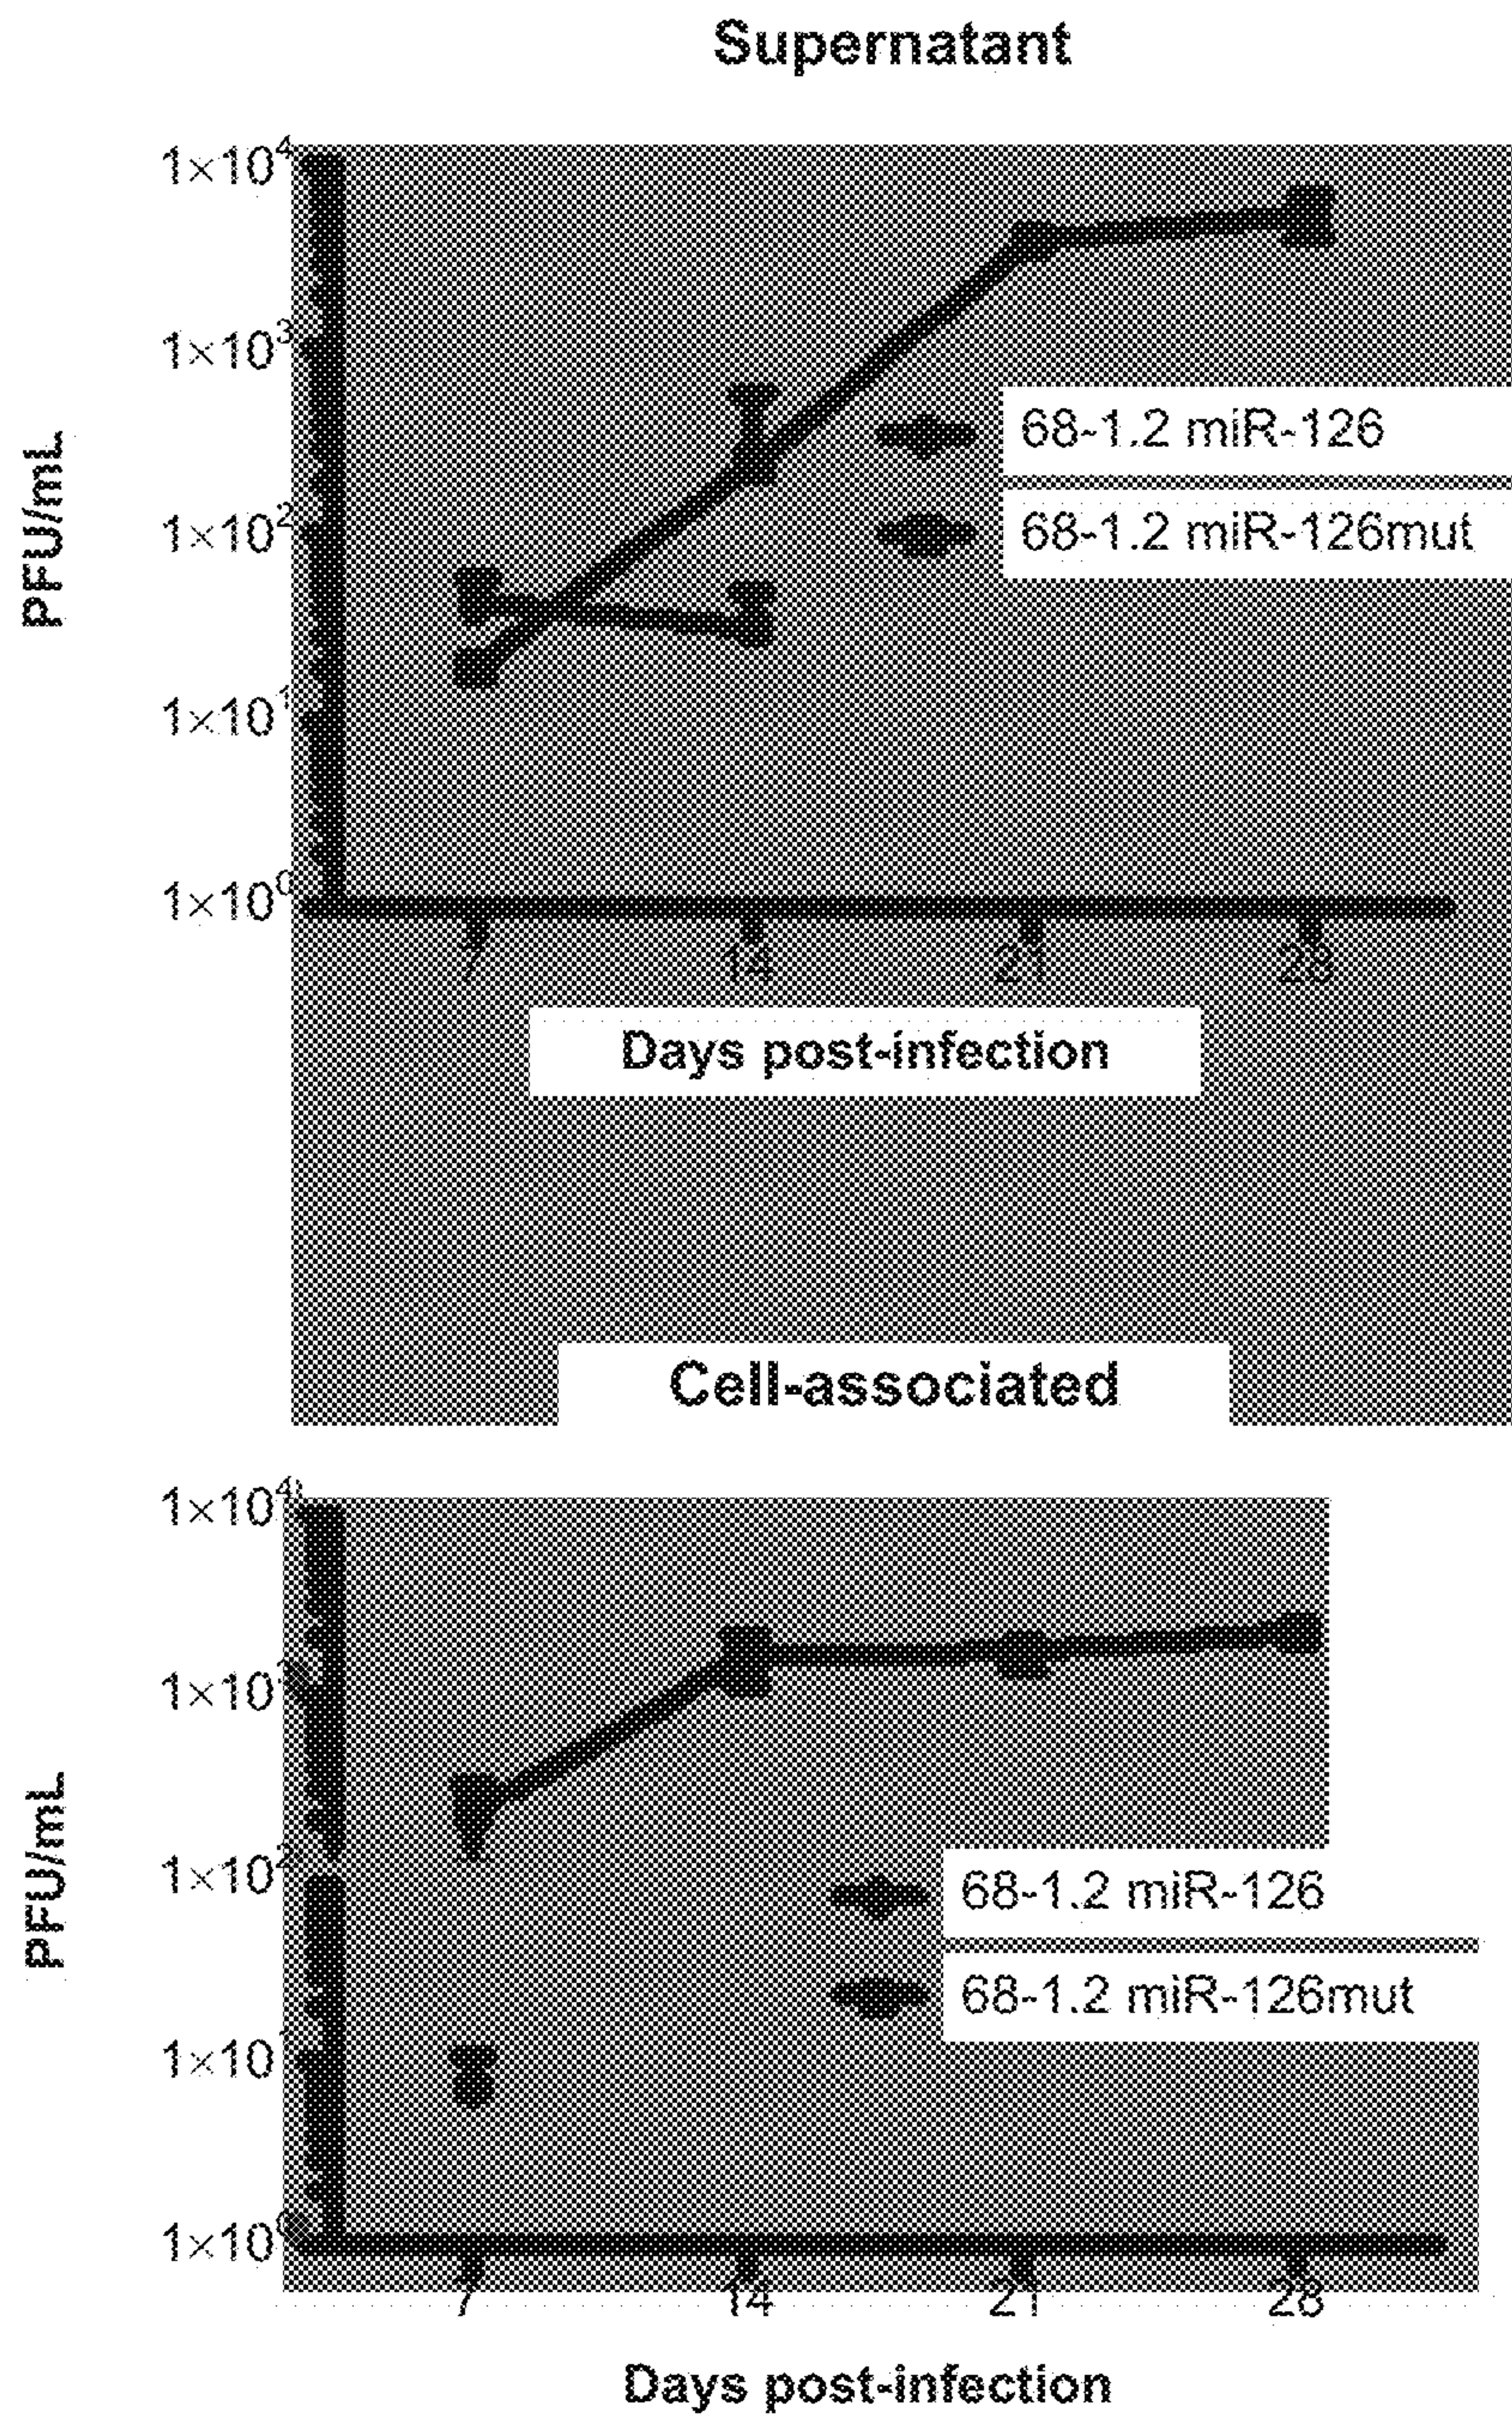 Supernatant
1×10⁴
1×10³
1×10²
1×10¹
1×10⁰
PFU/mL
68-1.2 miR-126
68-1.2 miR-126mut
7
14
21
28
Days post-infection
Cell-associated
1×10⁴
1×10
1×10²
1×10
1×10⁰
PFU/mL
68-1.2 miR-126
68-1.2 miR-126mut
7
14
21
28
Days post-infection